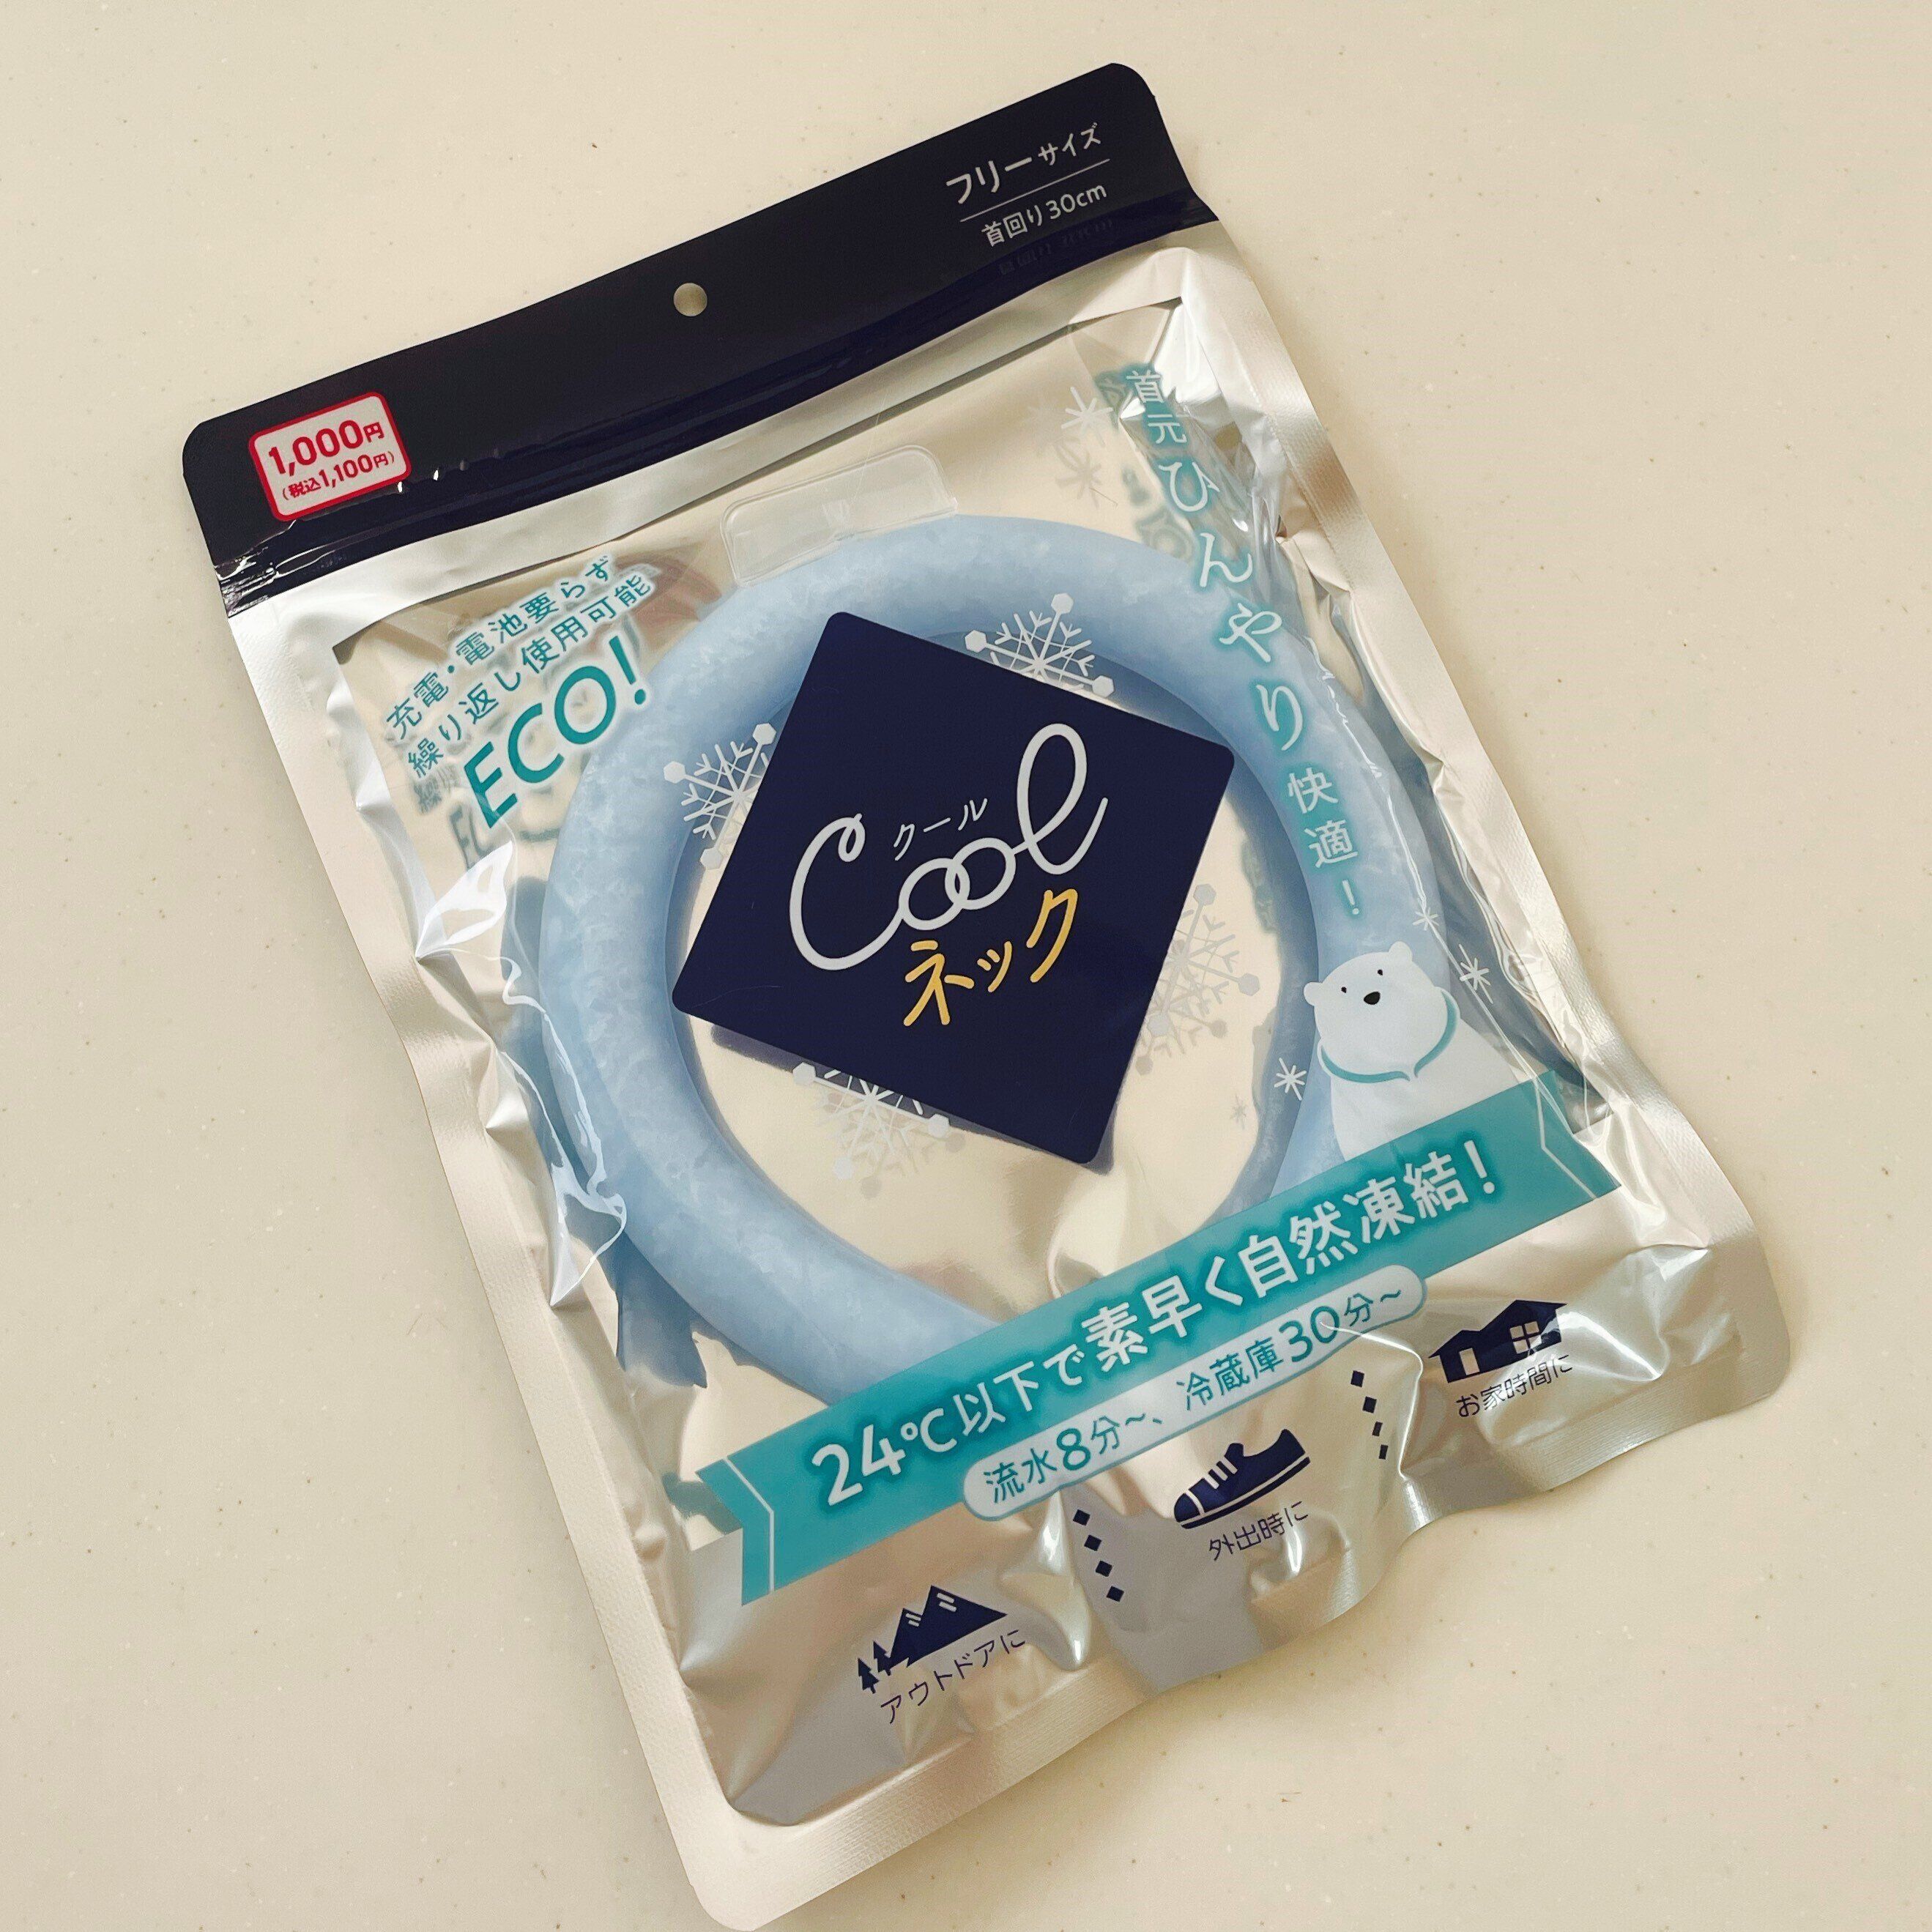 フリーサイズ
首回り30cm
1,000円
(税込1,100円)
充電・電池要らず
繰り返し使用可能
ECO!
首元ひんやり快適!
クール
Cool
ネック
24℃以下で素早く自然凍結!
流水8分~、冷蔵庫30分~
アウトドアに
外出時に
お家時間に